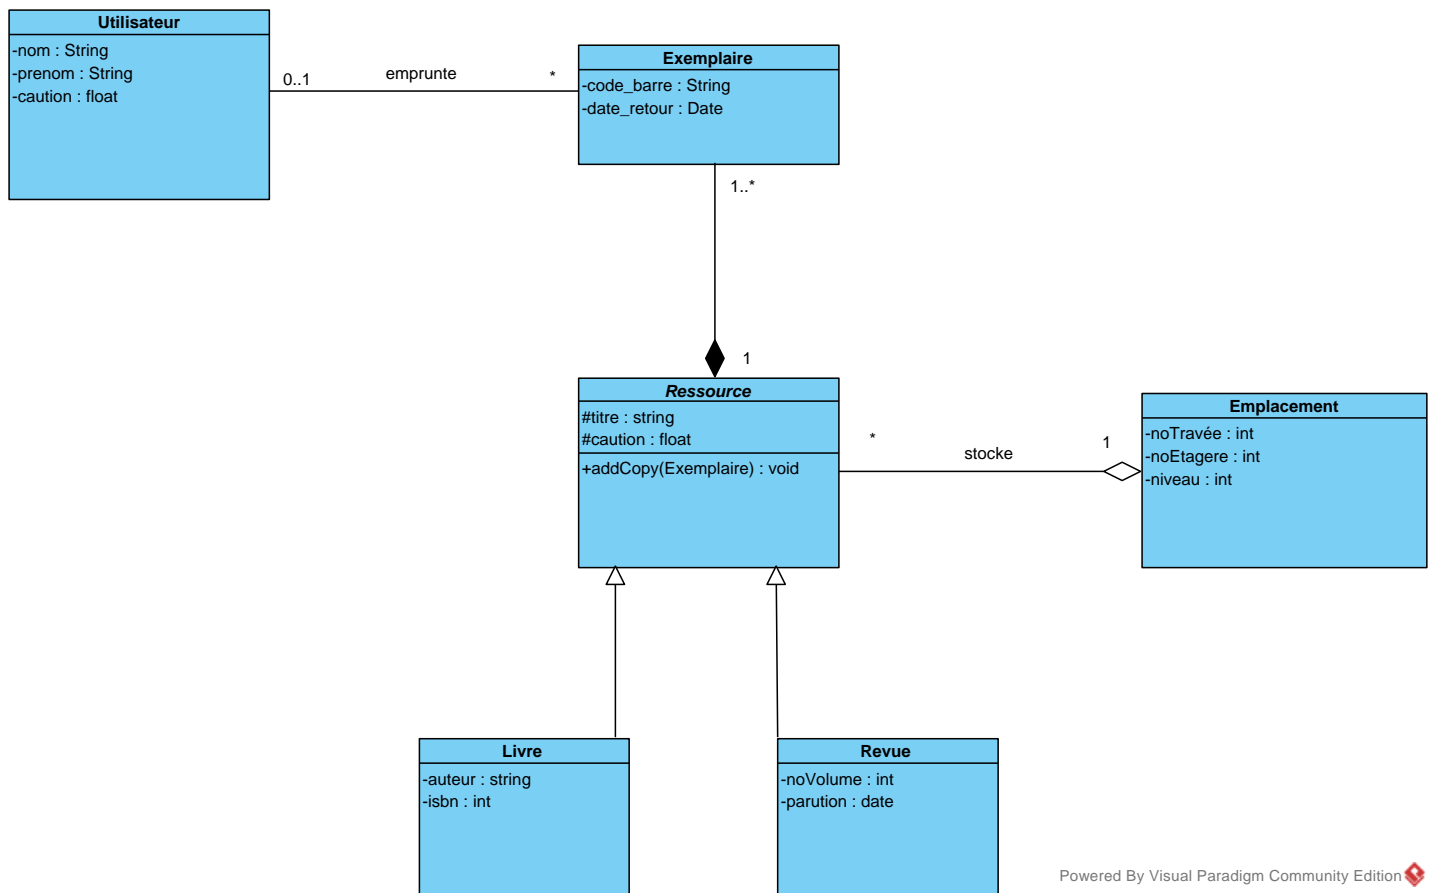 Utilisateur
-nom : String
-prenom : String
-caution : float
0..1
emprunte
*
Exemplaire
-code_barre : String
-date_retour : Date
1..*
1
Ressource
#titre : string
#caution : float
+addCopy(Exemplaire) : void
*
stocke
1
Emplacement
-noTravée : int
-noEtagere : int
-niveau : int
Livre
-auteur : string
-isbn : int
Revue
-noVolume : int
-parution : date
Powered By Visual Paradigm Community Edition